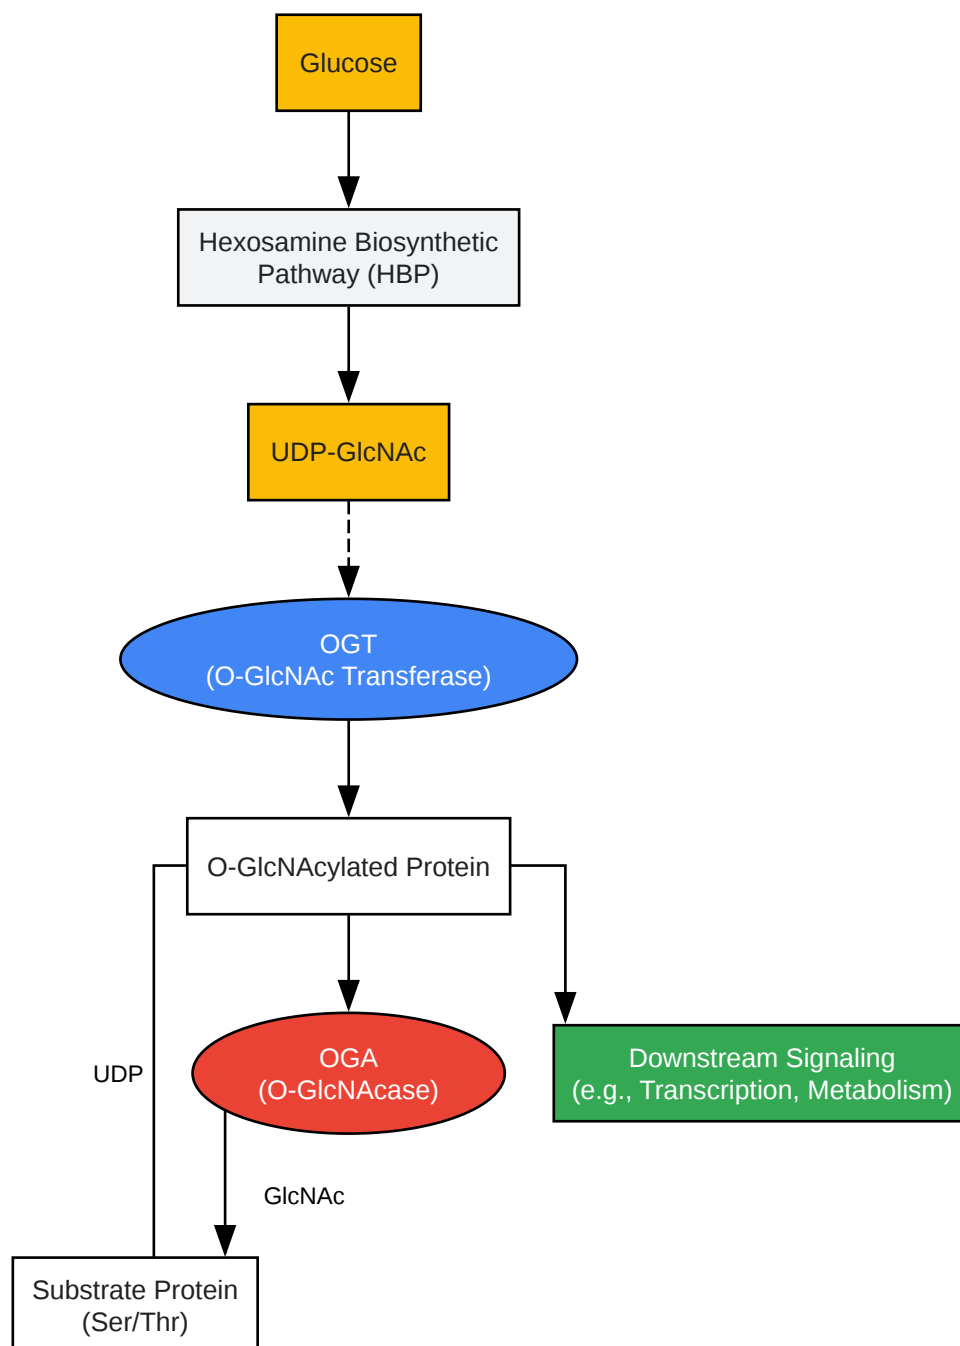 Glucose
Hexosamine Biosynthetic
Pathway (HBP)
UDP-GlcNAc
OGT
(O-GlcNAc Transferase)
O-GlcNAcylated Protein
UDP
OGA
(O-GlcNAcase)
Downstream Signaling
(e.g., Transcription, Metabolism)
GlcNAc
Substrate Protein
(Ser/Thr)